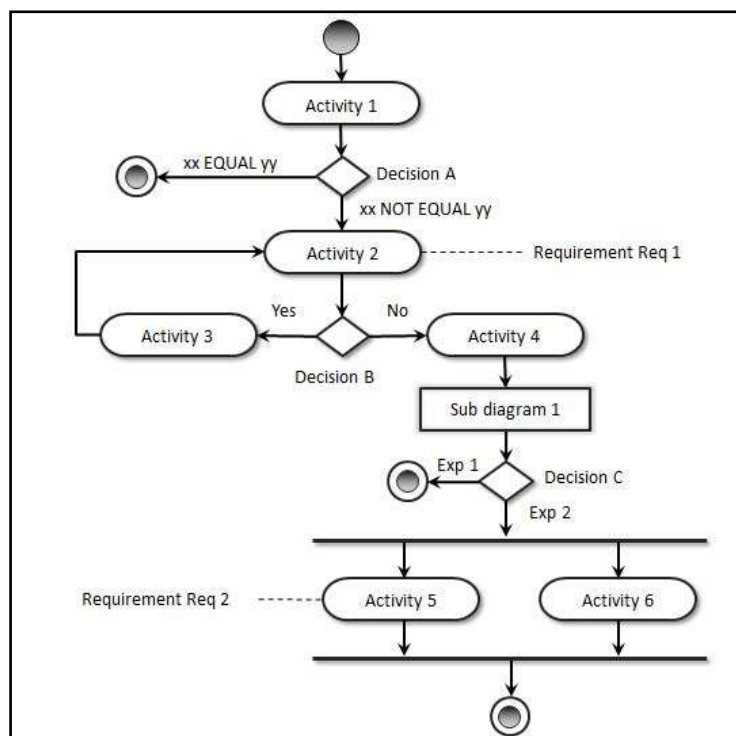 Activity 1
xx EQUAL yy
Decision A
xx NOT EQUAL yy
Activity 2
Requirement Req 1
Yes
No
Activity 3
Activity 4
Decision B
Sub diagram 1
Exp 1
Decision C
Exp 2
Requirement Req 2
Activity 5
Activity 6